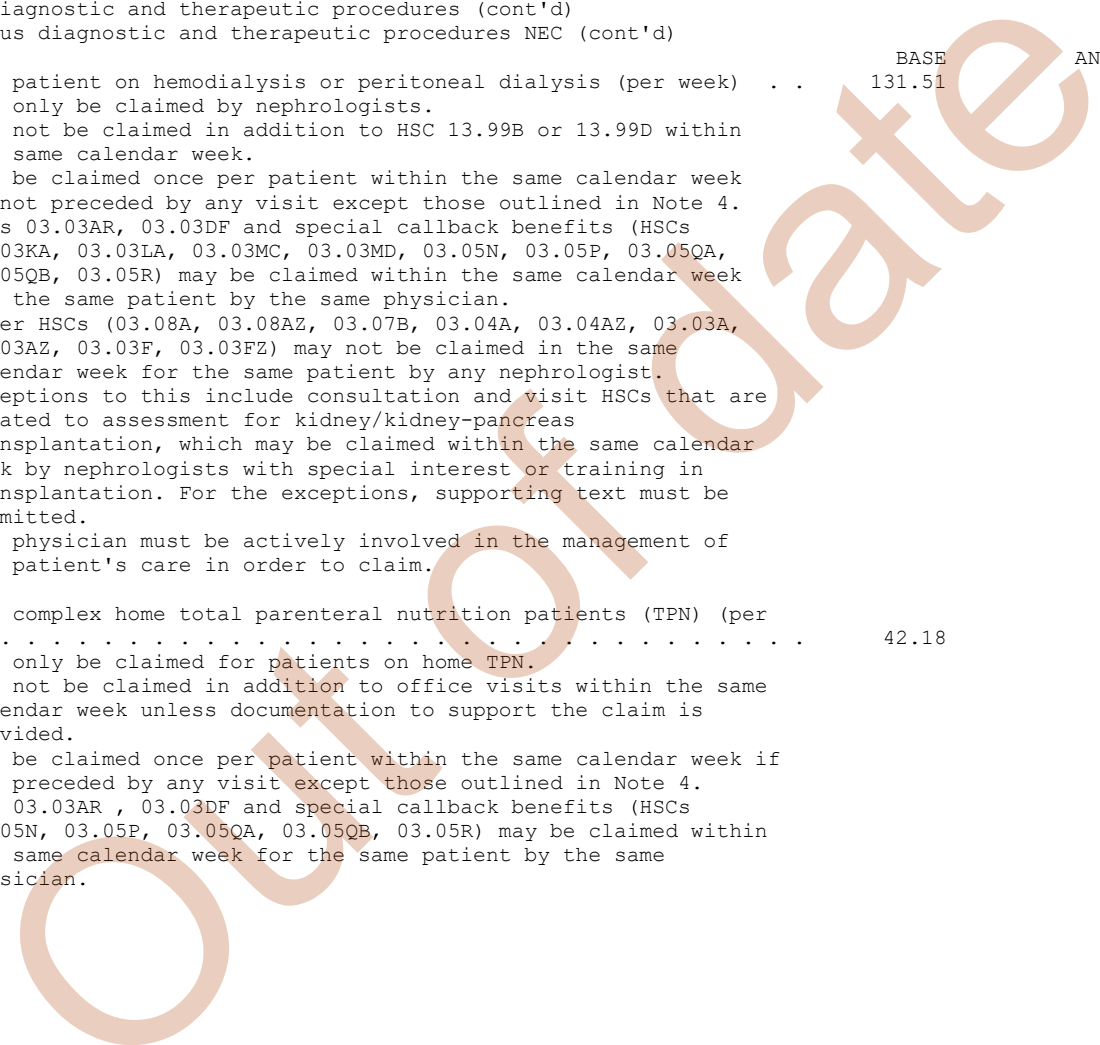 iagnostic and therapeutic procedures (cont'd)
us diagnostic and therapeutic procedures NEC (cont'd)
BASE AN
patient on hemodialysis or peritoneal dialysis (per week) . . 131.51
only be claimed by nephrologists.
not be claimed in addition to HSC 13.99B or 13.99D within
same calendar week.
be claimed once per patient within the same calendar week
not preceded by any visit except those outlined in Note 4.
s 03.03AR, 03.03DF and special callback benefits (HSCs
03KA, 03.03LA, 03.03MC, 03.03MD, 03.05N, 03.05P, 03.05QA,
05QB, 03.05R) may be claimed within the same calendar week
the same patient by the same physician.
er HSCs (03.08A, 03.08AZ, 03.07B, 03.04A, 03.04AZ, 03.03A,
03AZ, 03.03F, 03.03FZ) may not be claimed in the same
endar week for the same patient by any nephrologist.
eptions to this include consultation and visit HSCs that are
ated to assessment for kidney/kidney-pancreas
nsplantation, which may be claimed within the same calendar
k by nephrologists with special interest or training in
nsplantation. For the exceptions, supporting text must be
mitted.
physician must be actively involved in the management of
patient's care in order to claim.
complex home total parenteral nutrition patients (TPN) (per
. . . . . . . . . . . . . . . . . . . . . . . . . . . . . . . . 42.18
only be claimed for patients on home TPN.
not be claimed in addition to office visits within the same
endar week unless documentation to support the claim is
vided.
be claimed once per patient within the same calendar week if
preceded by any visit except those outlined in Note 4.
03.03AR , 03.03DF and special callback benefits (HSCs
05N, 03.05P, 03.05QA, 03.05QB, 03.05R) may be claimed within
same calendar week for the same patient by the same
sician.
Out of date